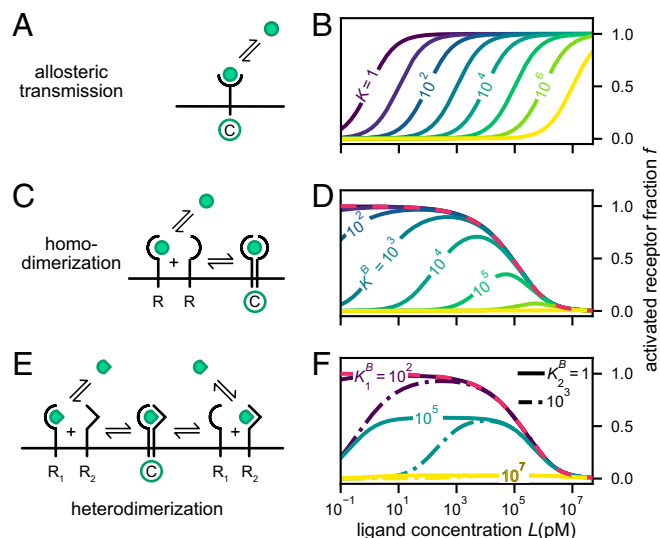 A
allosteric
transmission
C
B
K = 1
10²
10⁴
10⁶
1.0
0.5
0.0
C
homo-
dimerization
+
R R
C
D
10²
K^B = 10³
10⁴
10⁵
1.0
0.5
0.0
activated receptor fraction f
E
+ +
R₁ R₂ C R₁ R₂
heterodimerization
F
K₁^B = 10²
10⁵
10⁷
K₂^B = 1
10³
1.0
0.5
0.0
10⁻¹ 10¹ 10³ 10⁵ 10⁷
ligand concentration L(pM)